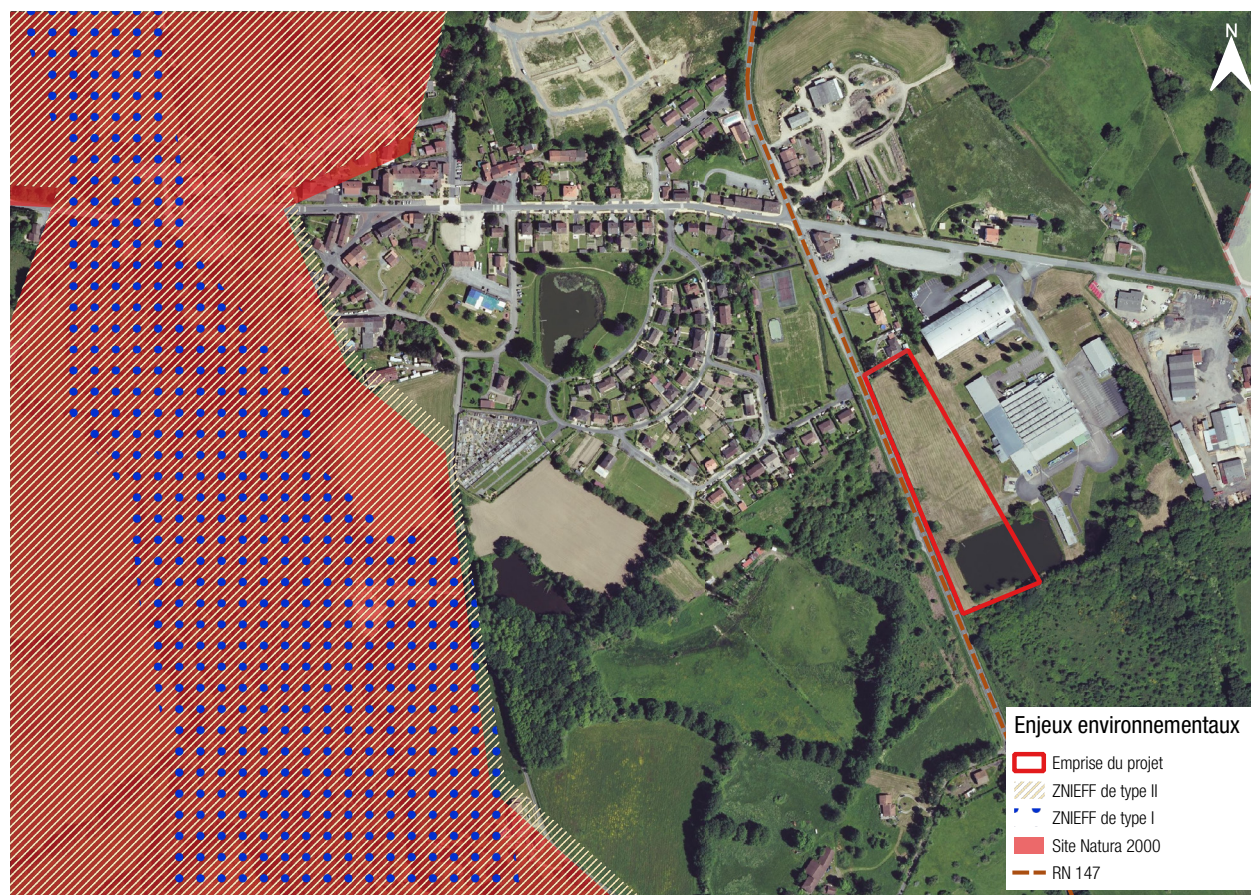 N
Enjeux environnementaux
Emprise du projet
ZNIEFF de type II
ZNIEFF de type I
Site Natura 2000
RN 147